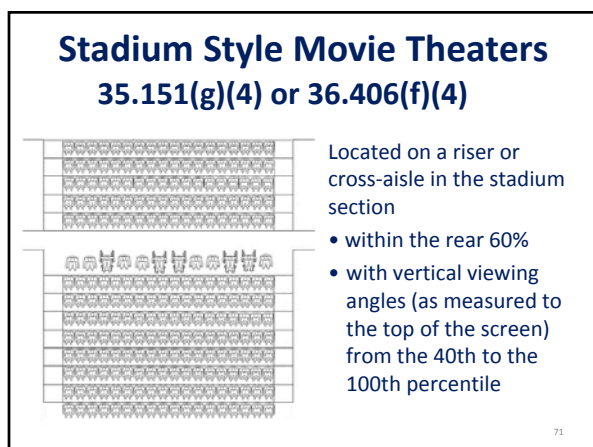 Stadium Style Movie Theaters
35.151(g)(4) or 36.406(f)(4)
Located on a riser or
cross-aisle in the stadium
section
• within the rear 60%
• with vertical viewing
angles (as measured to
the top of the screen)
from the 40th to the
100th percentile
71